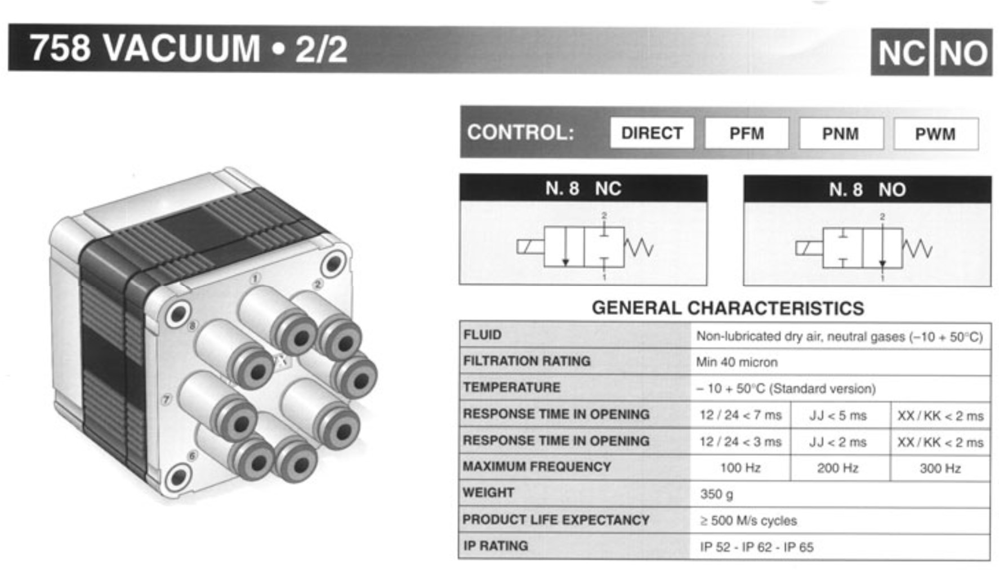 758 VACUUM • 2/2
NC NO
CONTROL: DIRECT PFM PNM PWM
N. 8 NC
N. 8 NO
2
1
2
1
1
2
8
7
6
GENERAL CHARACTERISTICS
FLUID Non-lubricated dry air, neutral gases (–10 + 50°C)
FILTRATION RATING Min 40 micron
TEMPERATURE – 10 + 50°C (Standard version)
RESPONSE TIME IN OPENING 12 / 24 < 7 ms JJ < 5 ms XX / KK < 2 ms
RESPONSE TIME IN OPENING 12 / 24 < 3 ms JJ < 2 ms XX / KK < 2 ms
MAXIMUM FREQUENCY 100 Hz 200 Hz 300 Hz
WEIGHT 350 g
PRODUCT LIFE EXPECTANCY ≥ 500 M/s cycles
IP RATING IP 52 - IP 62 - IP 65